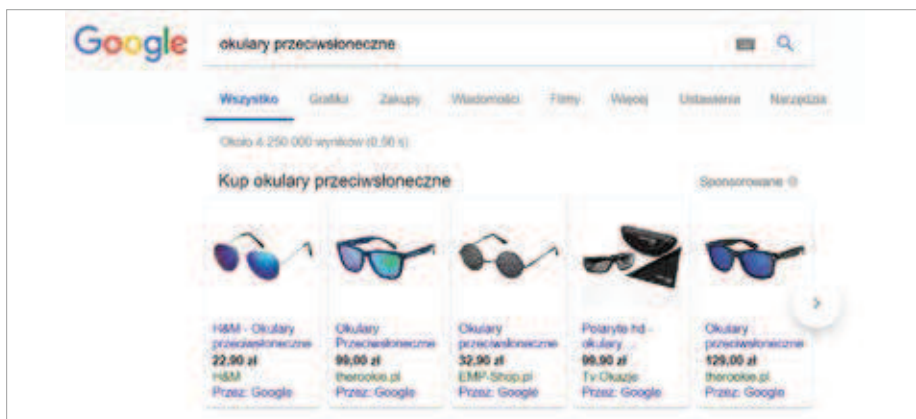 Google
okulary przeciwsłoneczne
Wszystko Grafika Zakupy Wiadomości Filmy Więcej Ustawienia Narzędzia
Około 4 250 000 wyników (0,56 s)
Kup okulary przeciwsłoneczne
Sponsorowane
H&M - Okulary
przeciwsłoneczne
22,90 zł
H&M
Przez: Google
Okulary
Przeciwsłoneczne
99,00 zł
therookie.pl
Przez: Google
Okulary
przeciwsłoneczne
32,90 zł
EMP-Shop.pl
Przez: Google
Polaryte hd -
okulary ...
99,90 zł
Tv Okazje
Przez: Google
Okulary
przeciwsłoneczne
129,00 zł
therookie.pl
Przez: Google